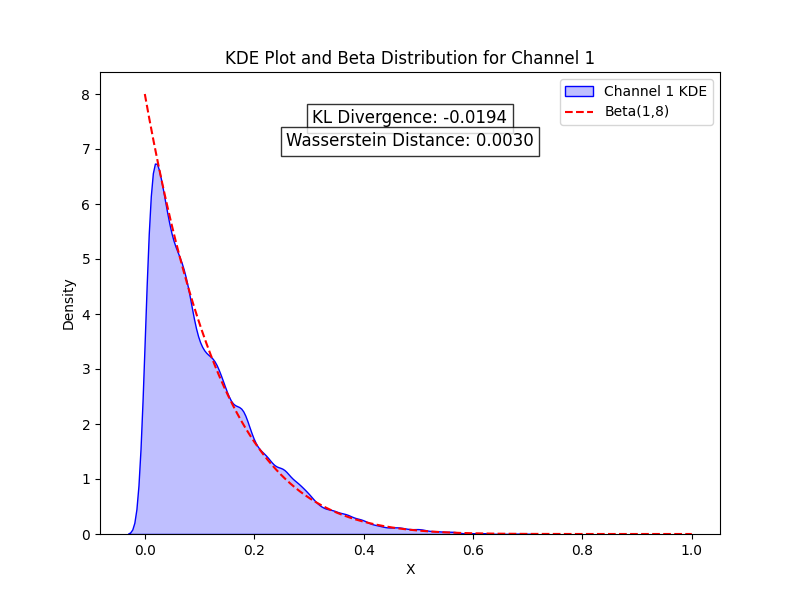 KDE Plot and Beta Distribution for Channel 1
KL Divergence: -0.0194
Wasserstein Distance: 0.0030
Channel 1 KDE
Beta(1,8)
Density
8
7
6
5
4
3
2
1
0
0.0 0.2 0.4 0.6 0.8 1.0
X